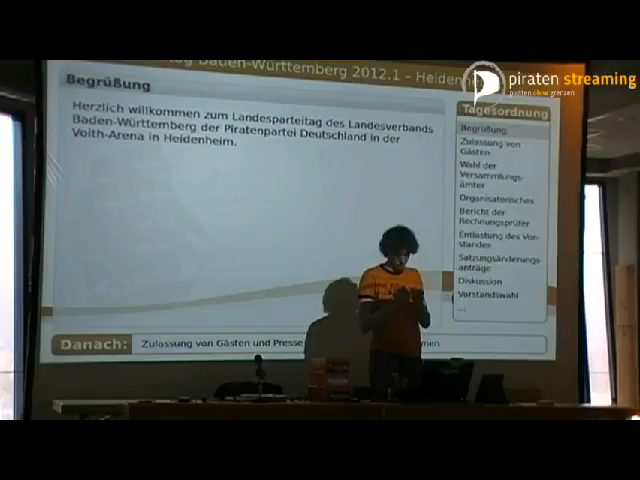 Baden-Württemberg 2012.1 - Heidenhe
piraten streaming
piraten ohne grenzen
Begrüßung
Herzlich willkommen zum Landesparteitag des Landesverbands
Baden-Württemberg der Piratenpartei Deutschland in der
Voith-Arena in Heidenheim.
Tagesordnung
Begrüßung
Zulassung von
Gästen
Wahl der
Versammlungs-
ämter
Organisatorisches
Bericht der
Rechnungsprüfer
Entlastung des Vor-
standes
Satzungsänderungs-
anträge
Diskussion
Vorstandswahl
...
Danach:
Zulassung von Gästen und Presse
men